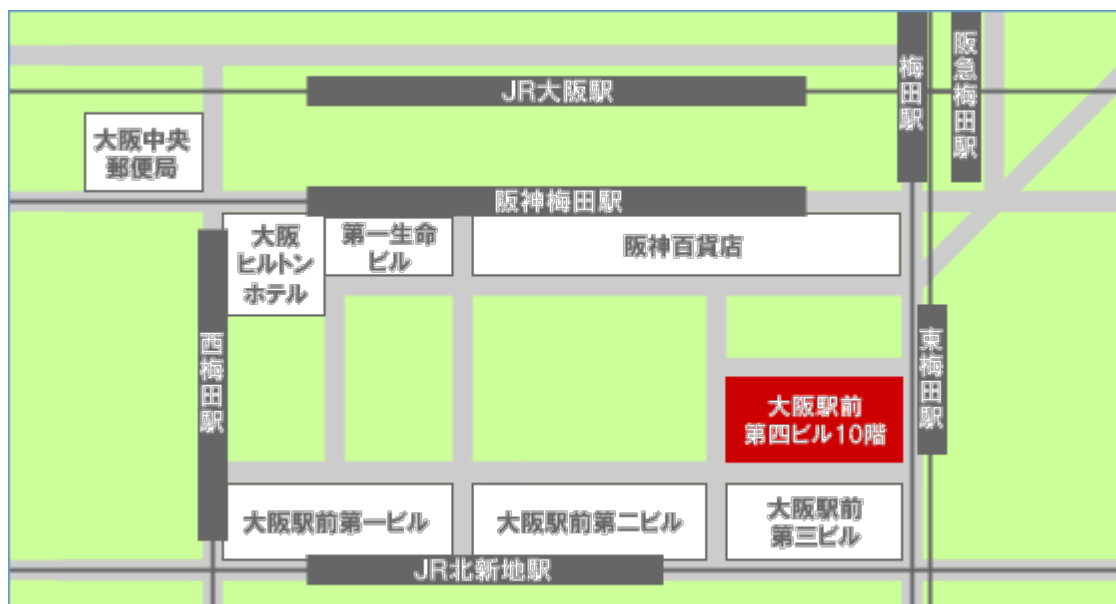 JR大阪駅
梅田駅
阪急梅田駅
大阪中央
郵便局
阪神梅田駅
大阪
ヒルトン
ホテル
第一生命
ビル
阪神百貨店
西梅田駅
東梅田駅
大阪駅前
第四ビル10階
大阪駅前第一ビル
大阪駅前第二ビル
大阪駅前
第三ビル
JR北新地駅